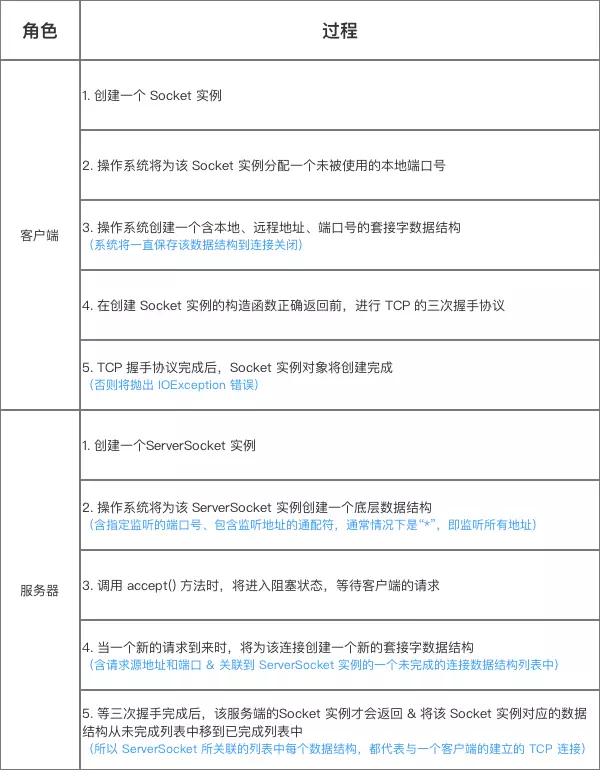 角色
过程
客户端
1. 创建一个 Socket 实例
2. 操作系统将为该 Socket 实例分配一个未被使用的本地端口号
3. 操作系统创建一个含本地、远程地址、端口号的套接字数据结构
（系统将一直保存该数据结构到连接关闭）
4. 在创建 Socket 实例的构造函数正确返回前，进行 TCP 的三次握手协议
5. TCP 握手协议完成后，Socket 实例对象将创建完成
（否则将抛出 IOException 错误）
服务器
1. 创建一个ServerSocket 实例
2. 操作系统将为该 ServerSocket 实例创建一个底层数据结构
（含指定监听的端口号、包含监听地址的通配符，通常情况下是“*”，即监听所有地址）
3. 调用 accept() 方法时，将进入阻塞状态，等待客户端的请求
4. 当一个新的请求到来时，将为该连接创建一个新的套接字数据结构
（含请求源地址和端口 & 关联到 ServerSocket 实例的一个未完成的连接数据结构列表中）
5. 等三次握手完成后，该服务端的Socket 实例才会返回 & 将该 Socket 实例对应的数据
结构从未完成列表中移到已完成列表中
（所以 ServerSocket 所关联的列表中每个数据结构，都代表与一个客户端的建立的 TCP 连接）